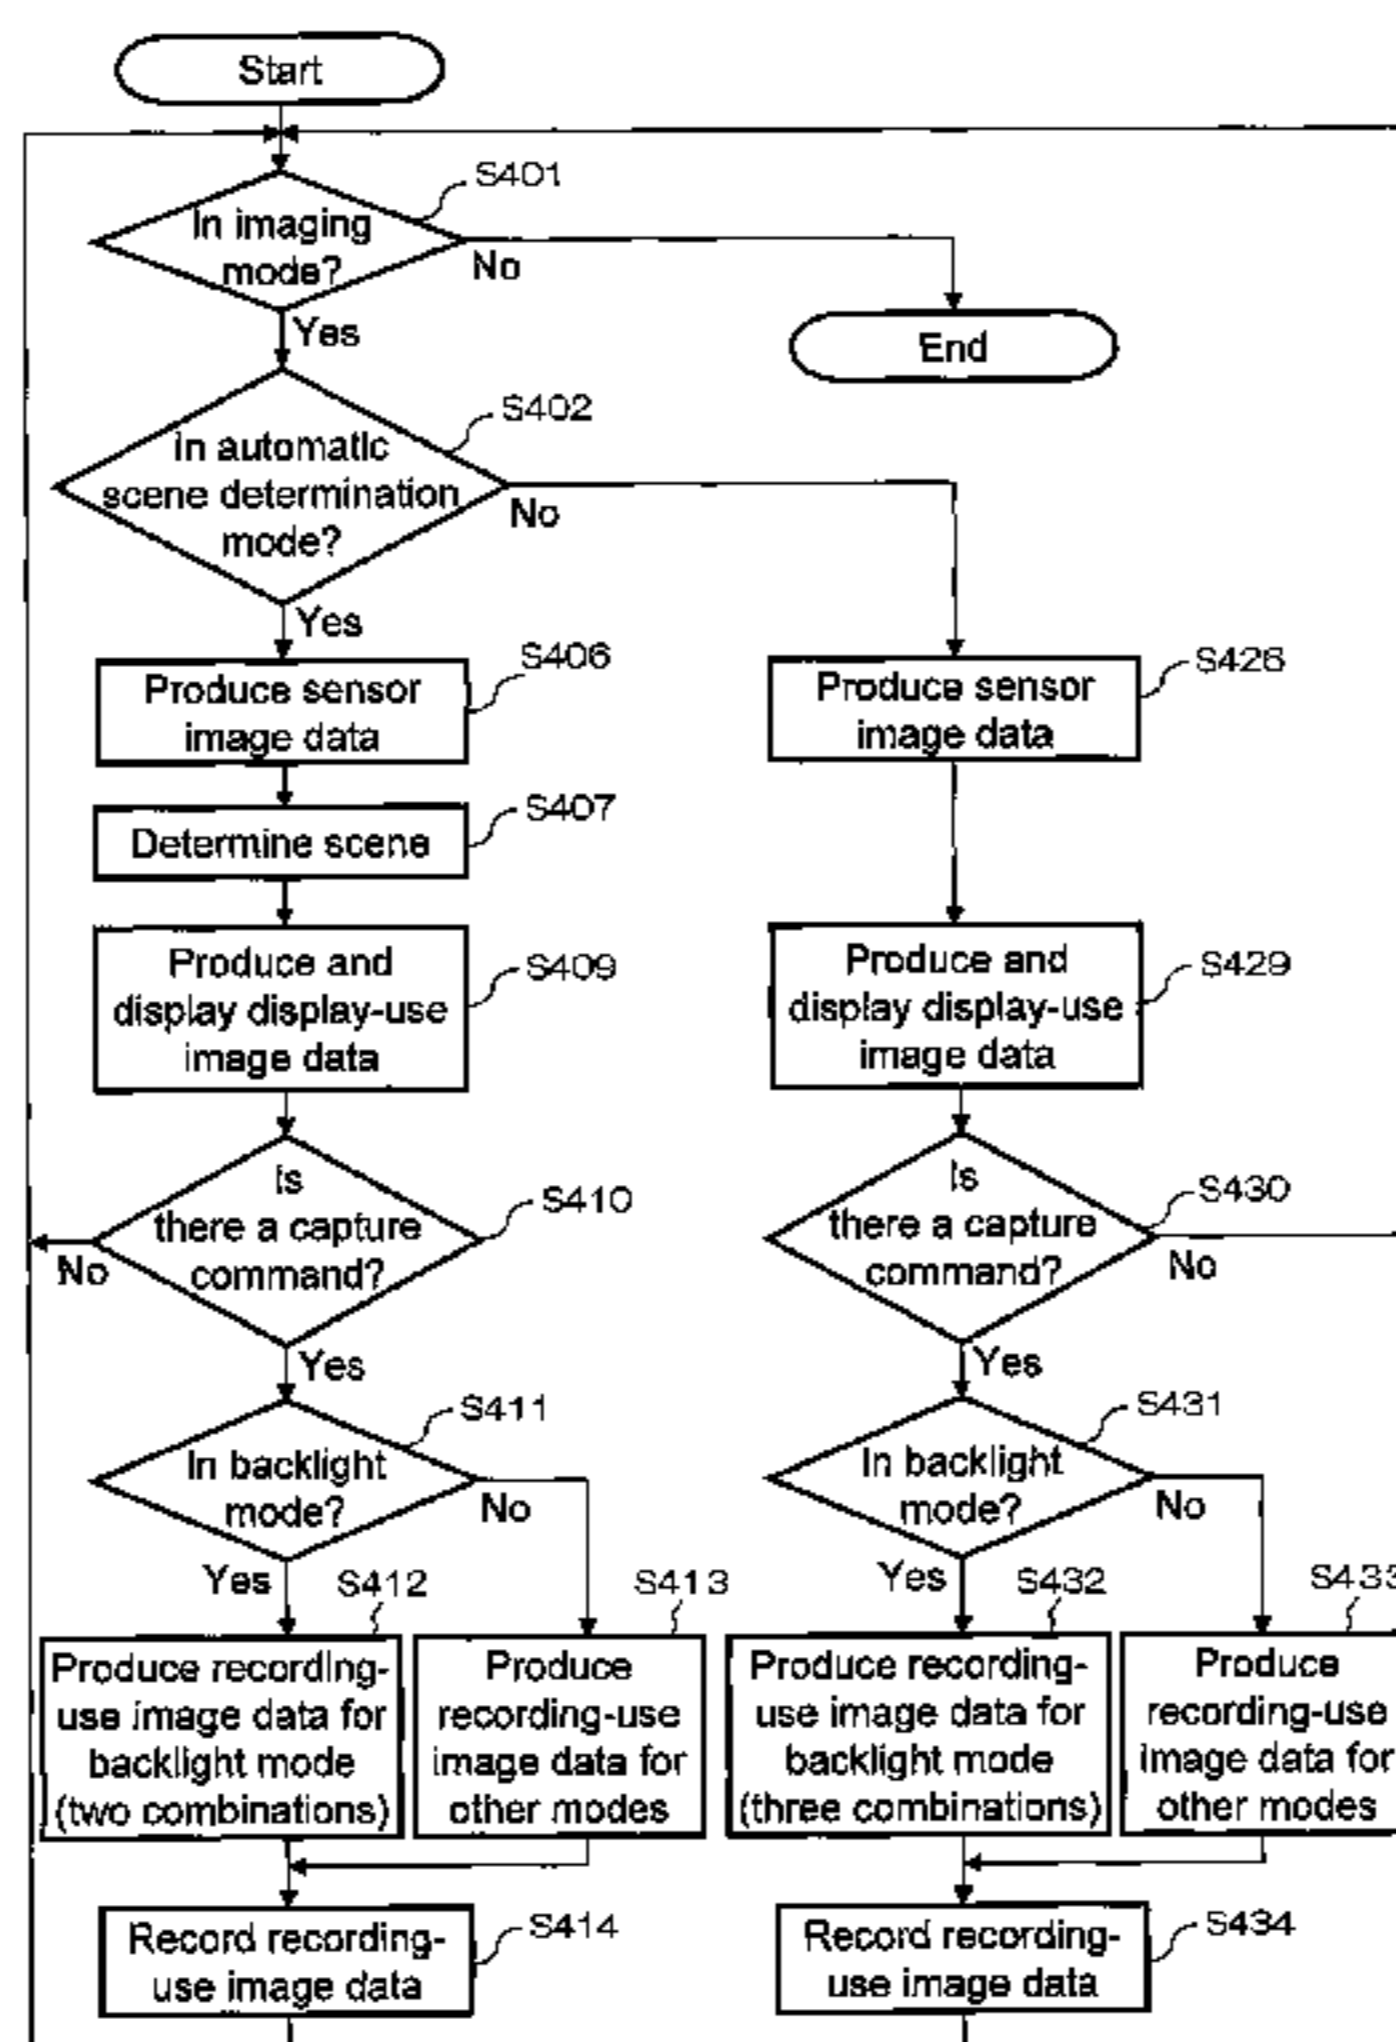 Start
S401
In imaging
mode?
No
Yes
End
S402
In automatic
scene determination
mode?
No
Yes
S406
Produce sensor
image data
S426
Produce sensor
image data
S407
Determine scene
S409
Produce and
display display-use
image data
S429
Produce and
display display-use
image data
S410
Is
there a capture
command?
No
Yes
S430
Is
there a capture
command?
No
Yes
S411
In backlight
mode?
No
Yes
S431
In backlight
mode?
No
Yes
S412
Produce recording-
use image data for
backlight mode
(two combinations)
S413
Produce
recording-use
image data for
other modes
S432
Produce recording-
use image data for
backlight mode
(three combinations)
S433
Produce
recording-use
image data for
other modes
S414
Record recording-
use image data
S434
Record recording-
use image data